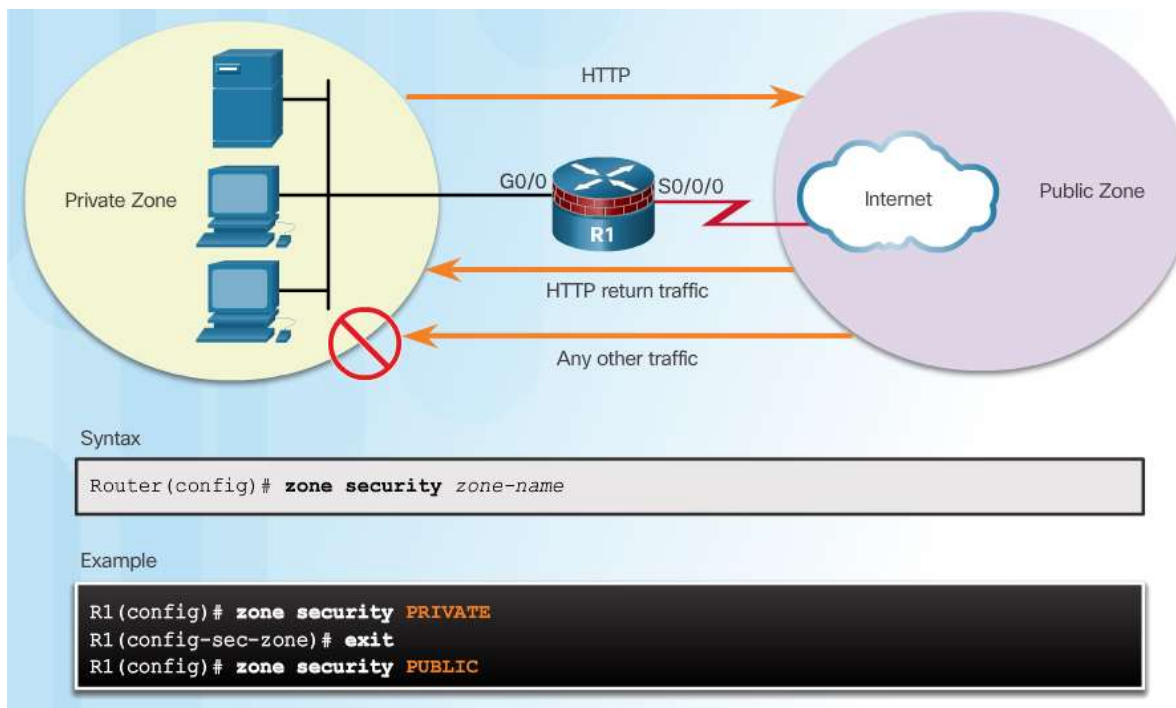 HTTP
Private Zone
G0/0
S0/0/0
R1
Internet
Public Zone
HTTP return traffic
Any other traffic
Syntax
Router(config)# zone security zone-name
Example
R1(config)# zone security PRIVATE
R1(config-sec-zone)# exit
R1(config)# zone security PUBLIC